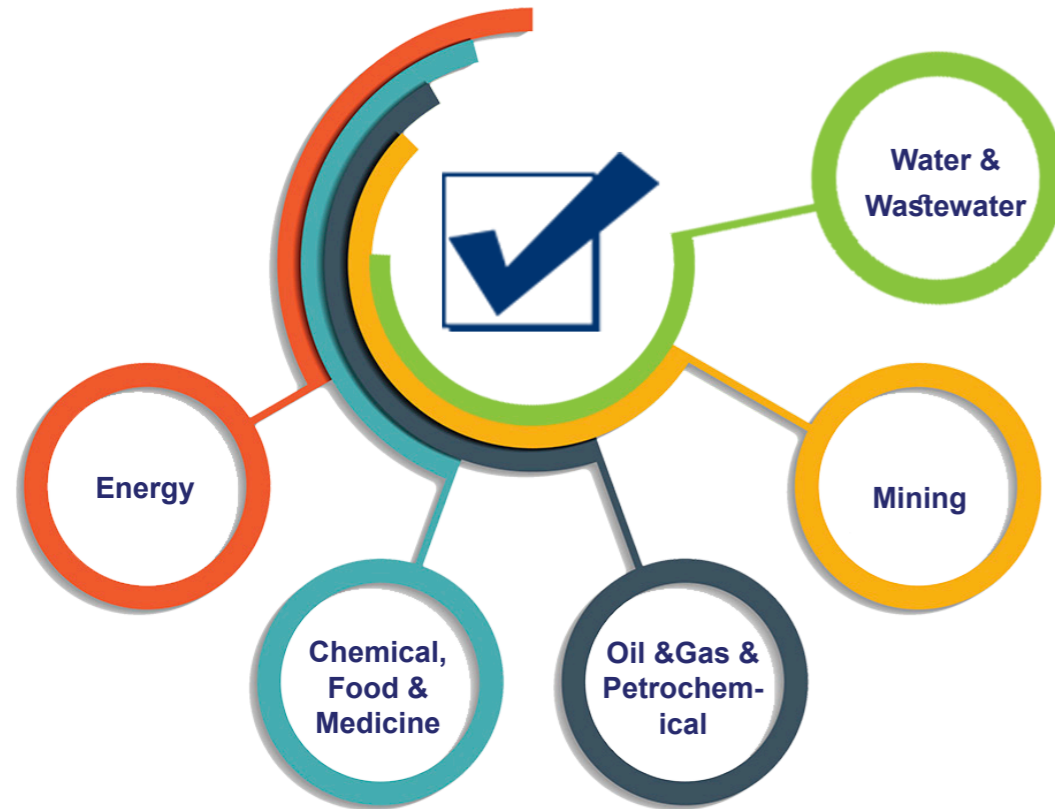 Water &
Wastewater
Energy
Mining
Chemical,
Food &
Medicine
Oil &Gas &
Petrochem-
ical